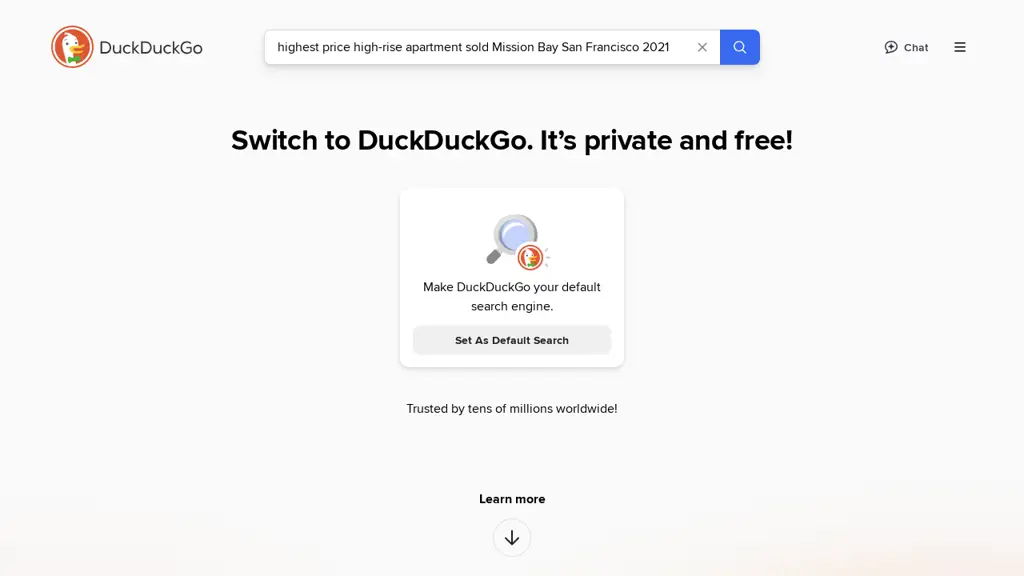 DuckDuckGo
highest price high-rise apartment sold Mission Bay San Francisco 2021
Chat
Switch to DuckDuckGo. It’s private and free!
Make DuckDuckGo your default
search engine.
Set As Default Search
Trusted by tens of millions worldwide!
Learn more